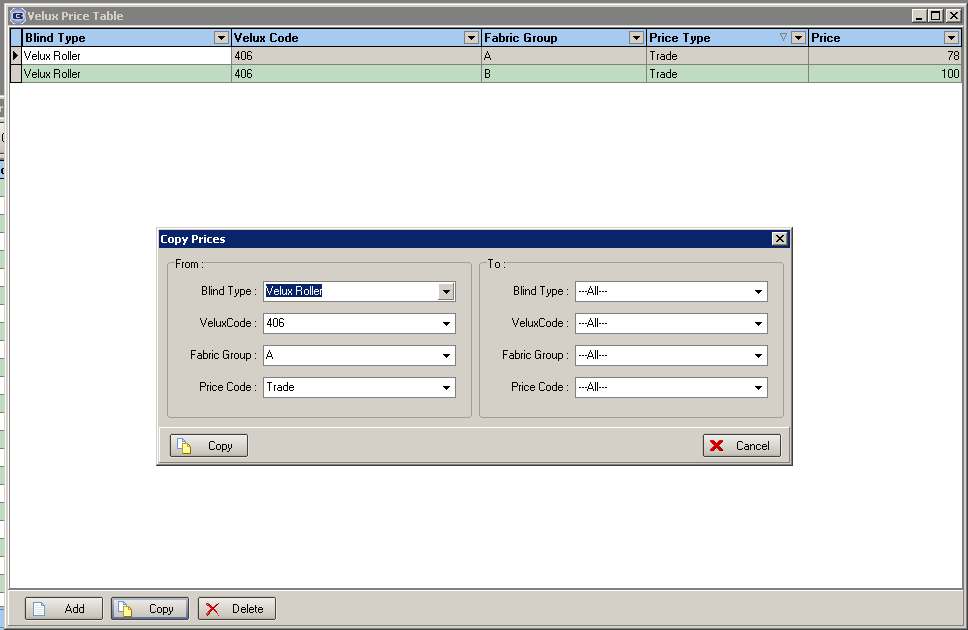 Velux Price Table
Blind Type Velux Code Fabric Group Price Type Price
Velux Roller 406 A Trade 78
Velux Roller 406 B Trade 100
Copy Prices
From :
Blind Type : Velux Roller
VeluxCode : 406
Fabric Group : A
Price Code : Trade
To :
Blind Type : ---All---
VeluxCode : ---All---
Fabric Group : ---All---
Price Code : ---All---
Copy Cancel
Add Copy Delete